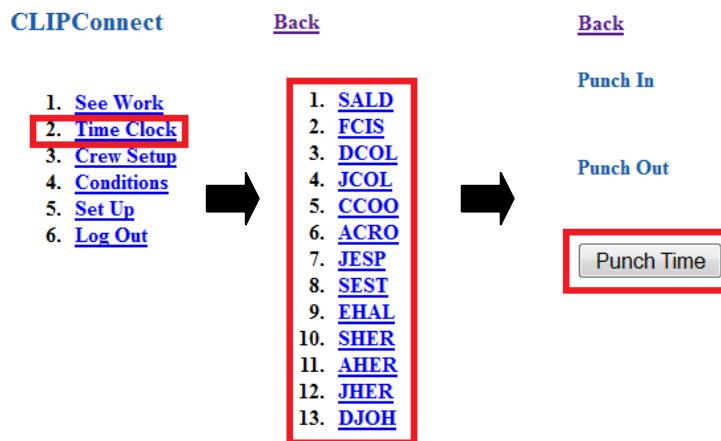 CLIPConnect
1. See Work
2. Time Clock
3. Crew Setup
4. Conditions
5. Set Up
6. Log Out
Back
1. SALD
2. FCIS
3. DCOL
4. JCOL
5. CCOO
6. ACRO
7. JESP
8. SEST
9. EHAL
10. SHER
11. AHER
12. JHER
13. DJOH
Back
Punch In
Punch Out
Punch Time